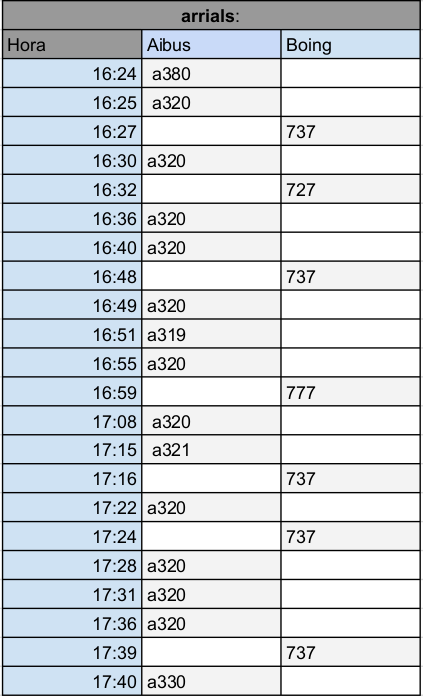 arrials:
Hora Aibus Boing
16:24 a380
16:25 a320
16:27 737
16:30 a320
16:32 727
16:36 a320
16:40 a320
16:48 737
16:49 a320
16:51 a319
16:55 a320
16:59 777
17:08 a320
17:15 a321
17:16 737
17:22 a320
17:24 737
17:28 a320
17:31 a320
17:36 a320
17:39 737
17:40 a330